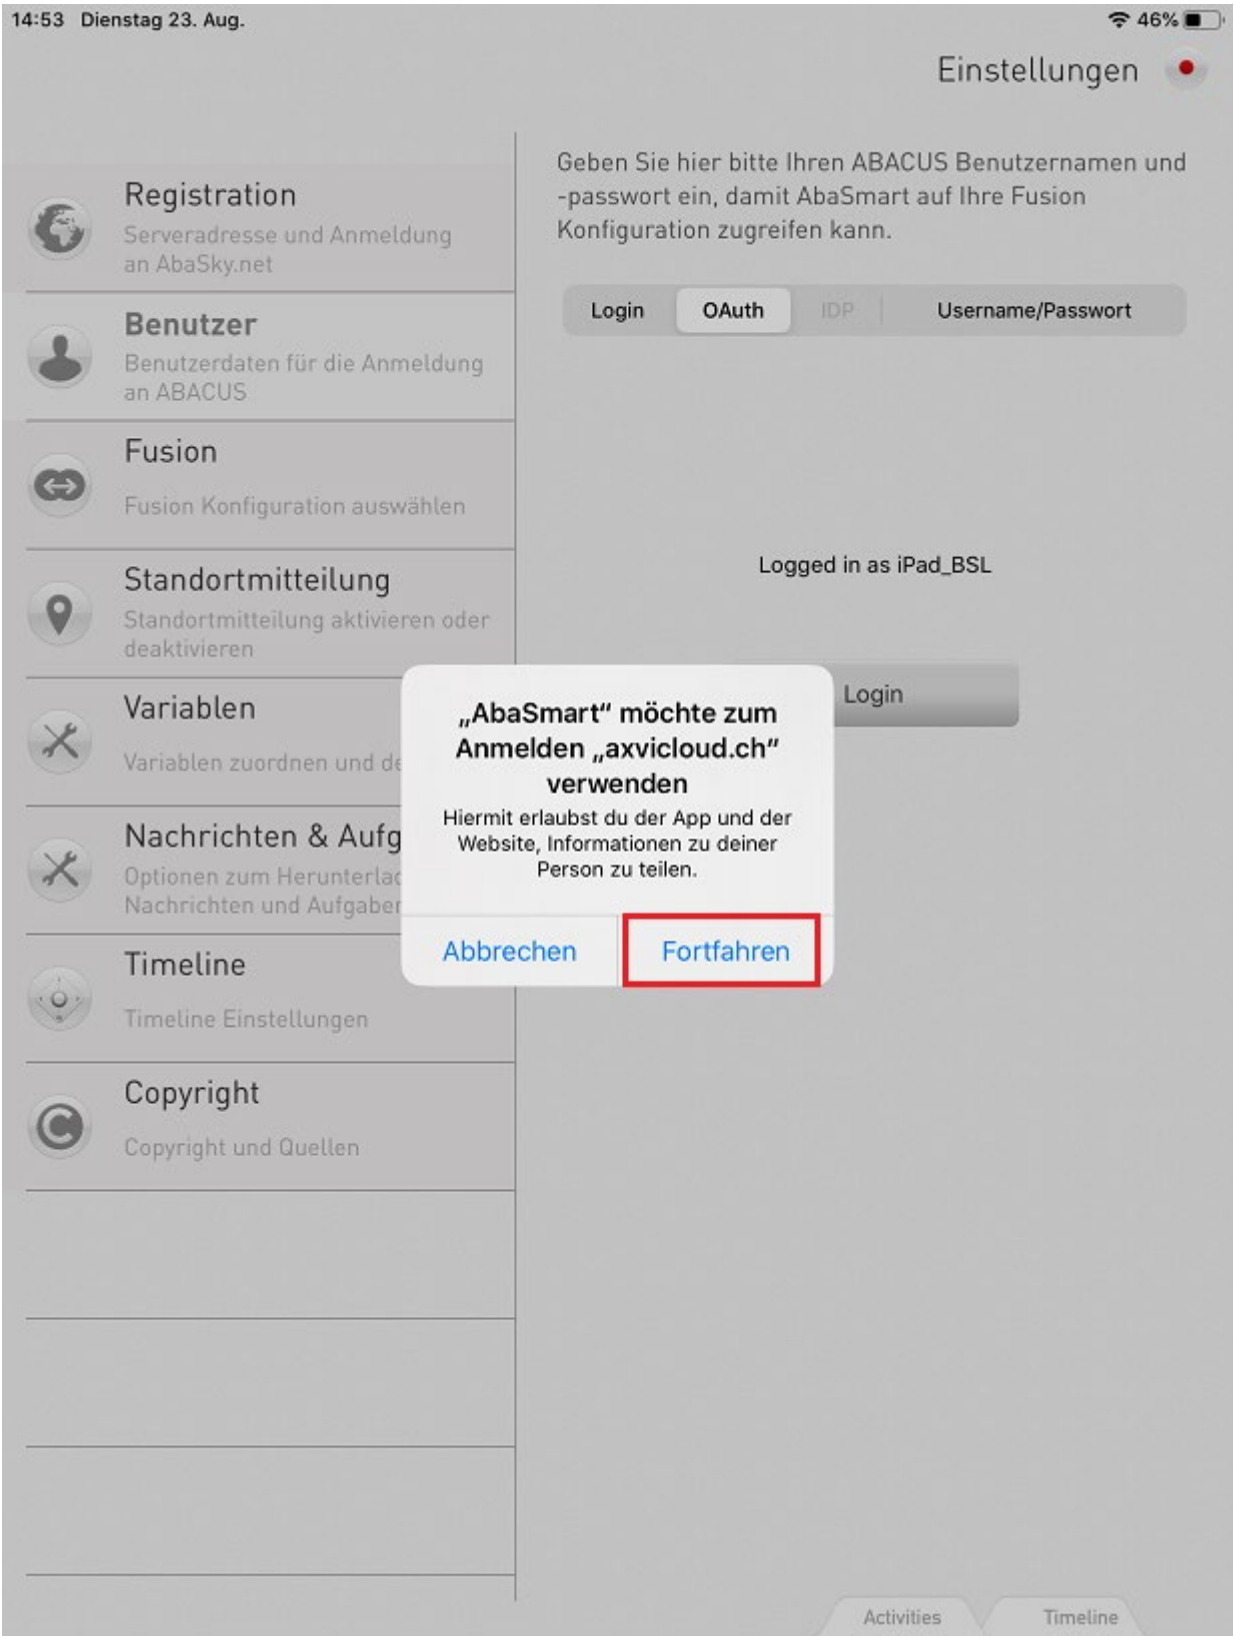 14:53 Dienstag 23. Aug.
46%
Einstellungen
Geben Sie hier bitte Ihren ABACUS Benutzernamen und
-passwort ein, damit AbaSmart auf Ihre Fusion
Konfiguration zugreifen kann.
Login OAuth IDP Username/Passwort
Logged in as iPad_BSL
Login
Registration
Serveradresse und Anmeldung
an AbaSky.net
Benutzer
Benutzerdaten für die Anmeldung
an ABACUS
Fusion
Fusion Konfiguration auswählen
Standortmitteilung
Standortmitteilung aktivieren oder
deaktivieren
Variablen
Variablen zuordnen und
Nachrichten & Aufg
Optionen zum
Nachrichten und
Timeline
Timeline Einstellungen
Copyright
Copyright und Quellen
„AbaSmart“ möchte zum
Anmelden „axvicloud.ch“
verwenden
Hiermit erlaubst du der App und der
Website, Informationen zu deiner
Person zu teilen.
Abbrechen Fortfahren
Activities Timeline